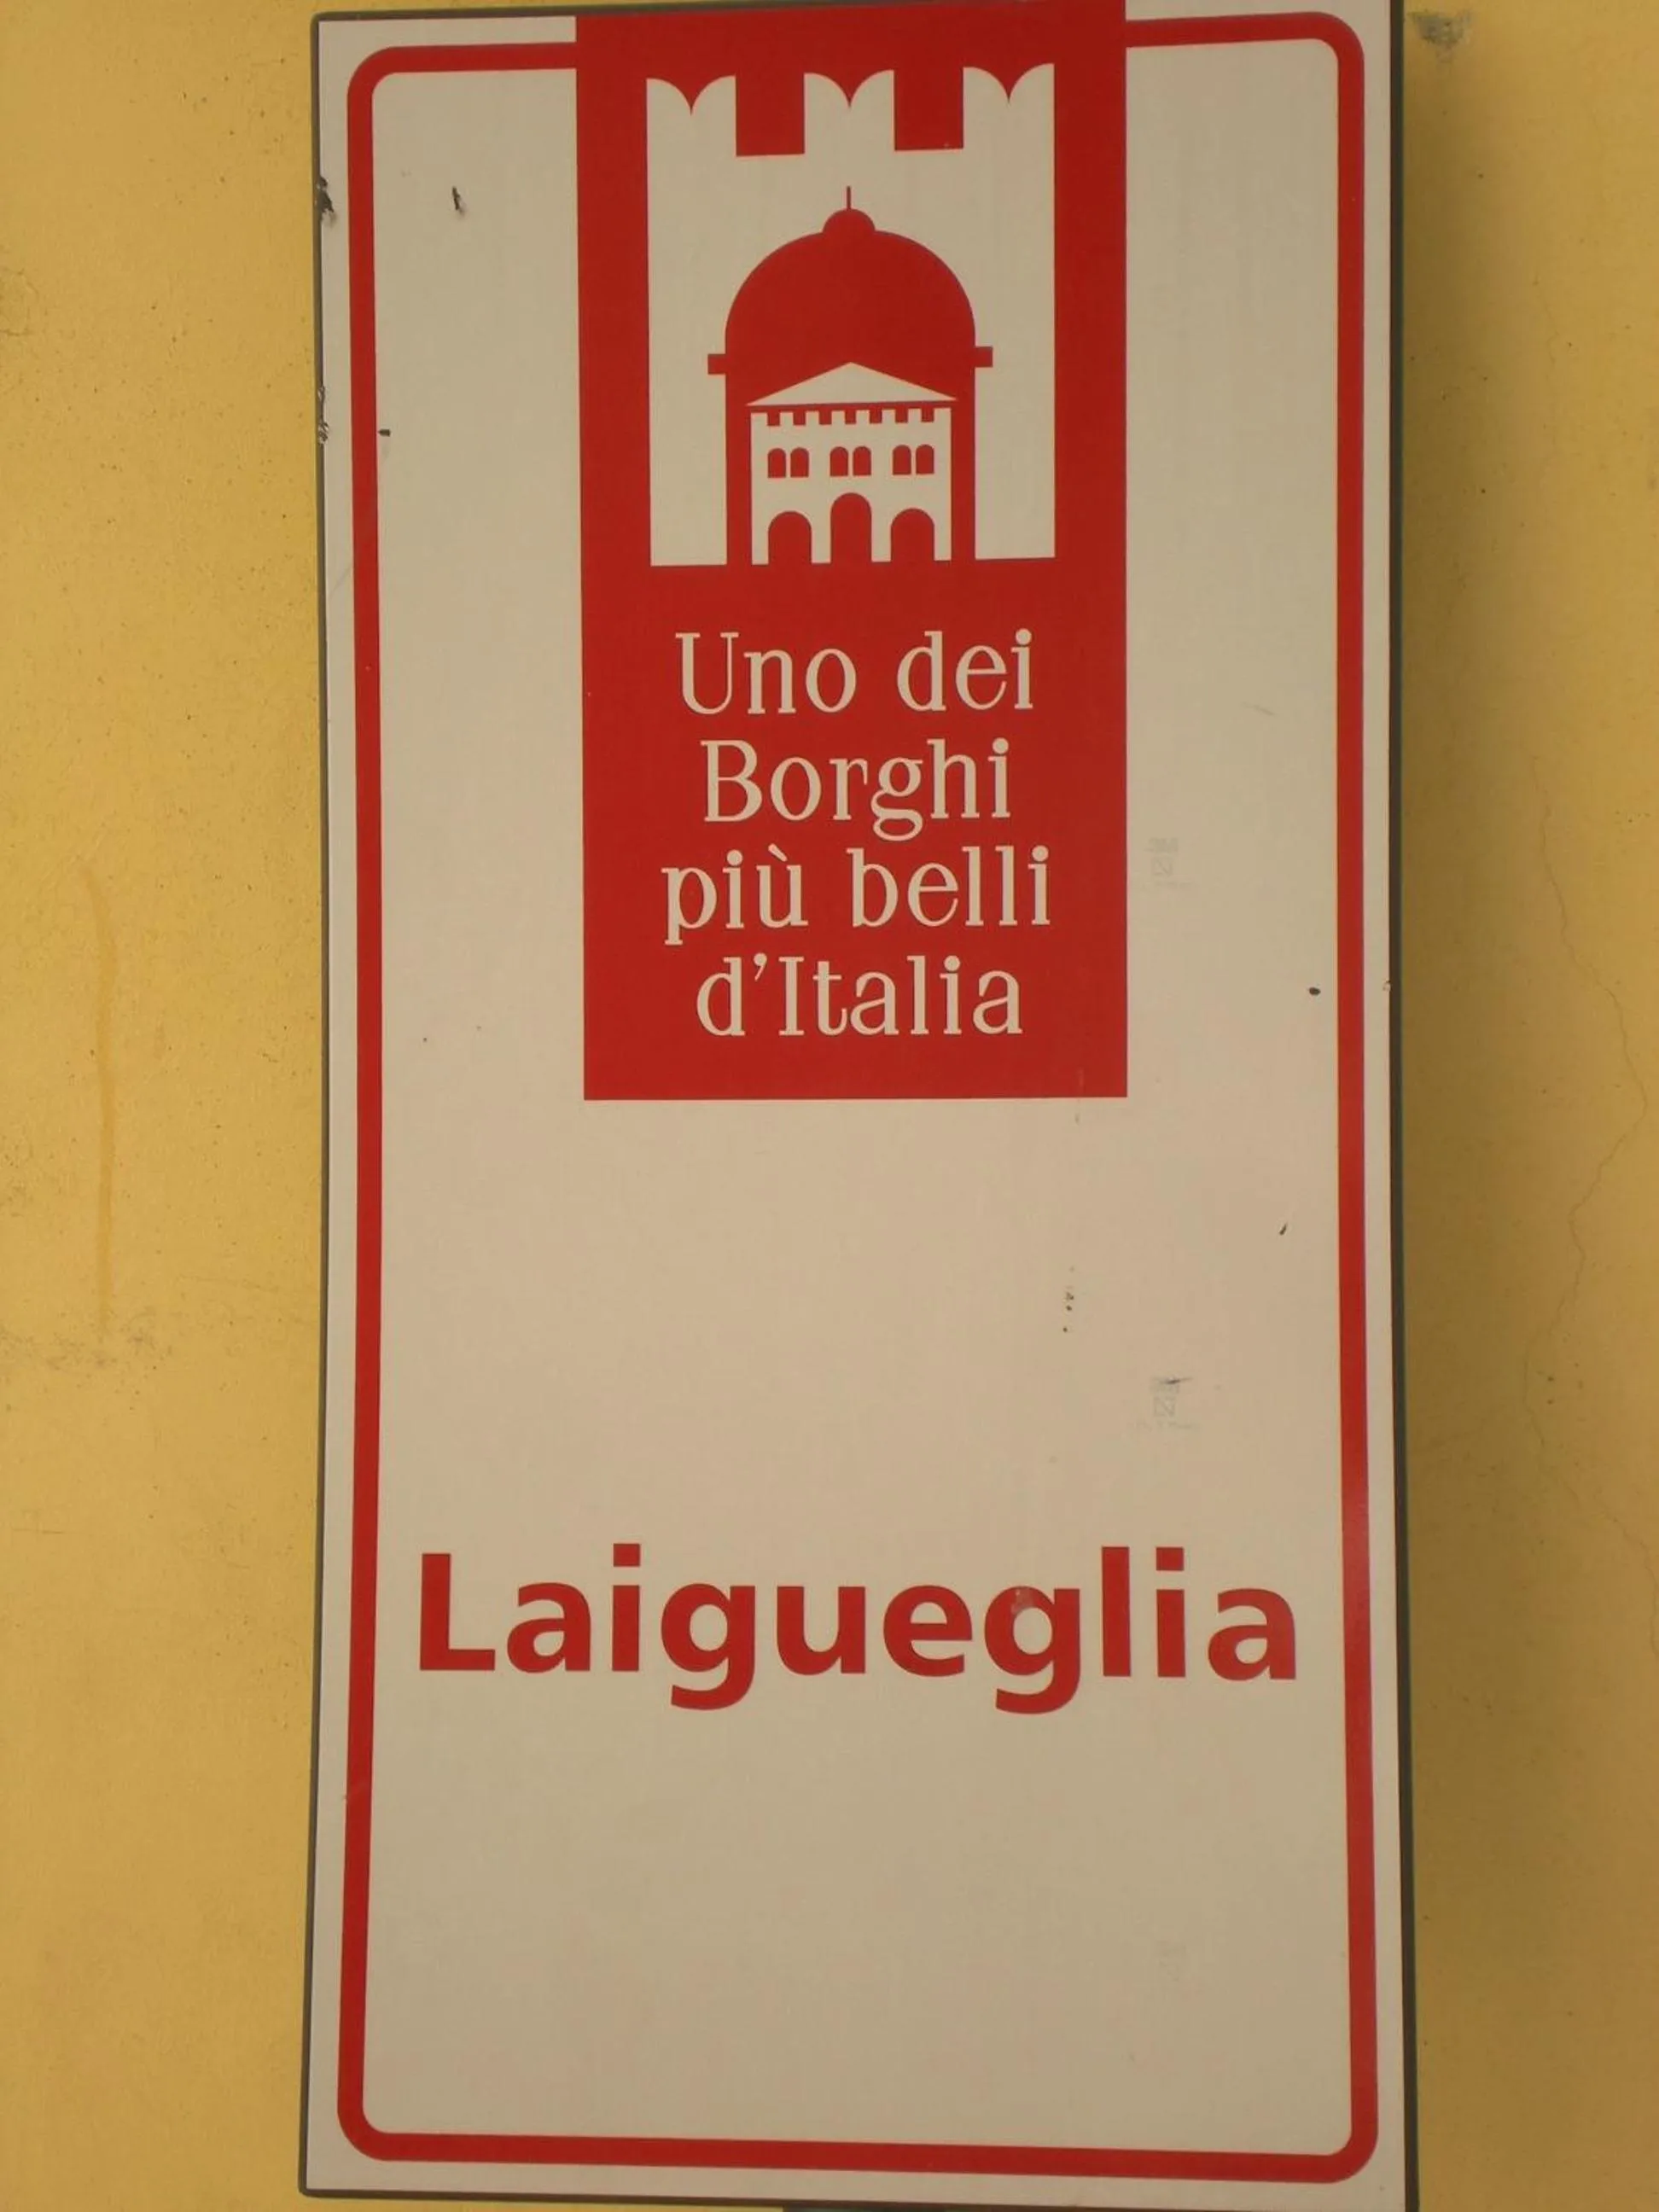 Uno dei
Borghi
più belli
d'Italia
Laigueglia